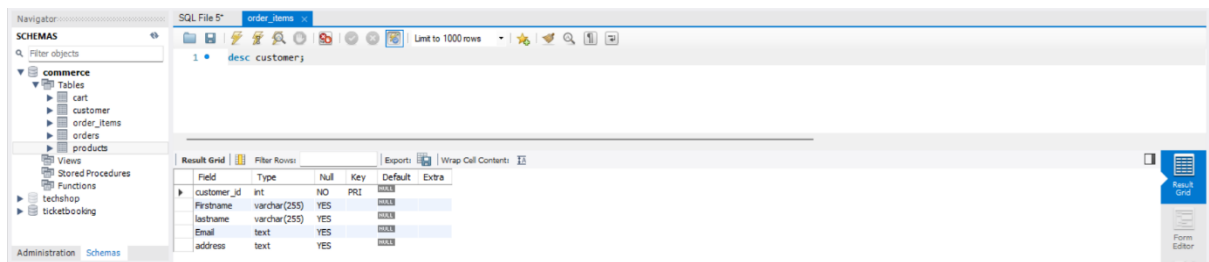 Navigator
SCHEMAS
Filter objects
commerce
Tables
cart
customer
order_items
orders
products
Views
Stored Procedures
Functions
techshop
ticketbooking
Administration Schemas
SQL File 5* order_items ×
Limit to 1000 rows
1 desc customer;
Result Grid Filter Rows: Export: Wrap Cell Content:
Field Type Null Key Default Extra
customer_id int NO PRI NULL
Firstname varchar(255) YES NULL
lastname varchar(255) YES NULL
Email text YES NULL
address text YES NULL
Result
Grid
Form
Editor